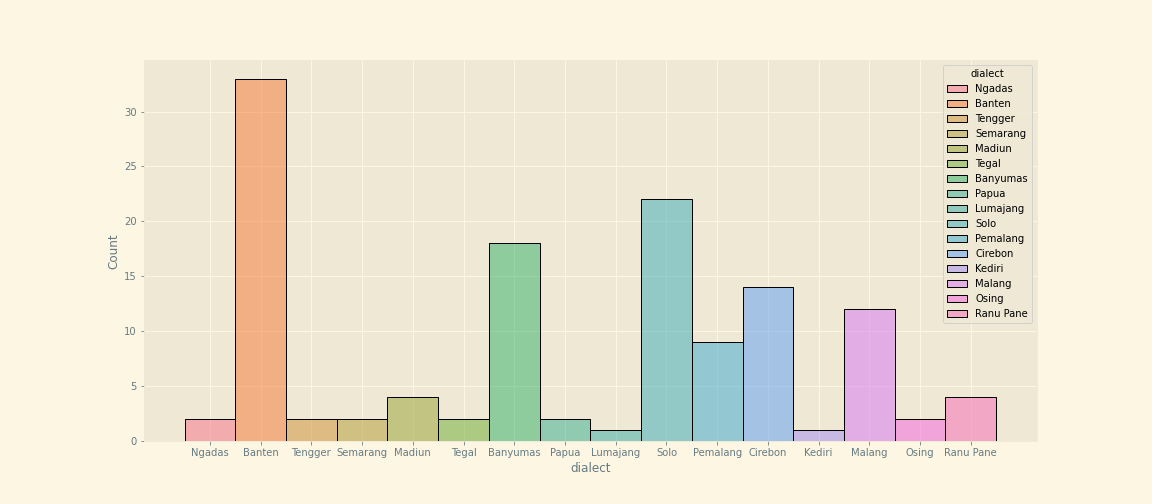 dialect
Ngadas
Banten
Tengger
Semarang
Madiun
Tegal
Banyumas
Papua
Lumajang
Solo
Pemalang
Cirebon
Kediri
Malang
Osing
Ranu Pane
30
25
20
15
10
5
0
Count
Ngadas Banten Tengger Semarang Madiun Tegal Banyumas Papua Lumajang Solo Pemalang Cirebon Kediri Malang Osing Ranu Pane
dialect